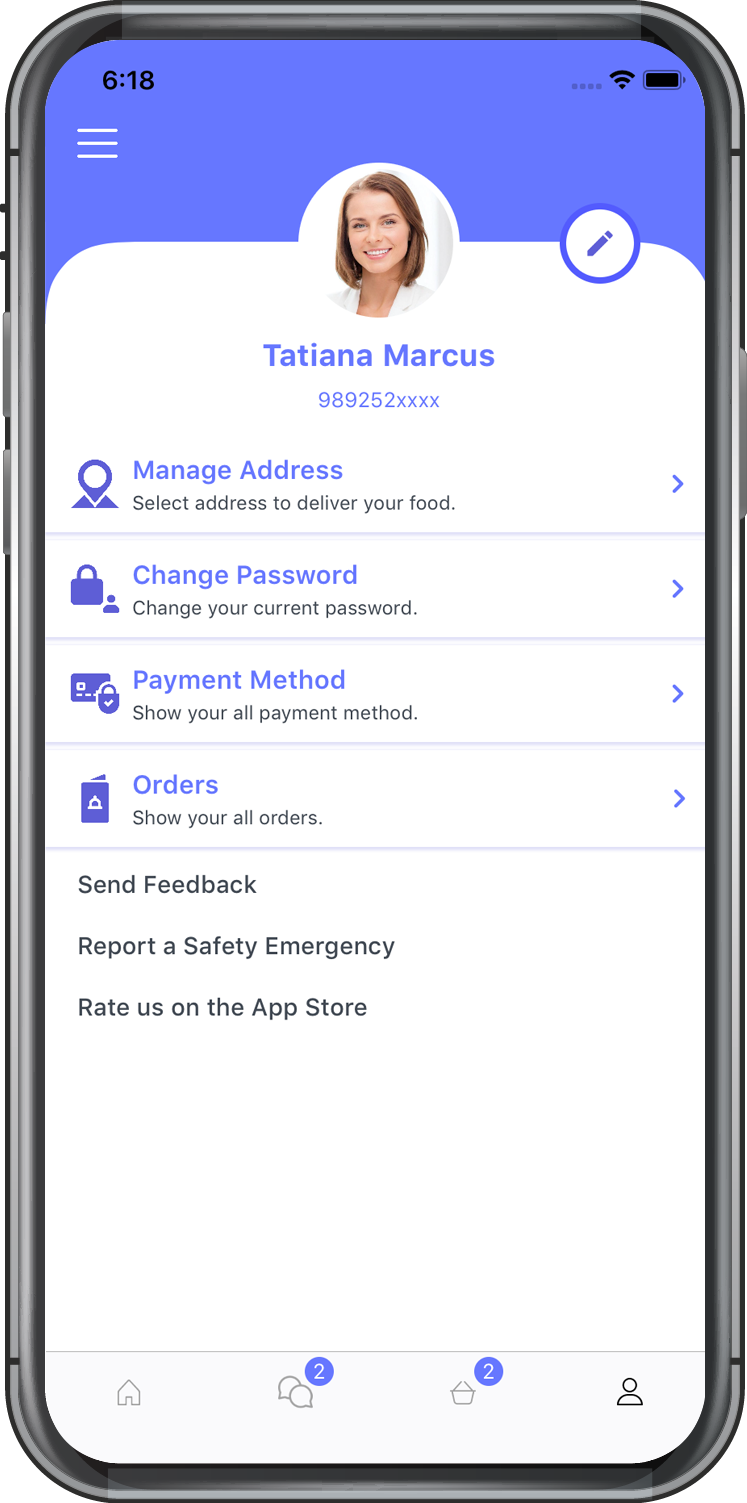 6:18
Tatiana Marcus
989252xxxx
Manage Address
Select address to deliver your food.
Change Password
Change your current password.
Payment Method
Show your all payment method.
Orders
Show your all orders.
Send Feedback
Report a Safety Emergency
Rate us on the App Store
2
2